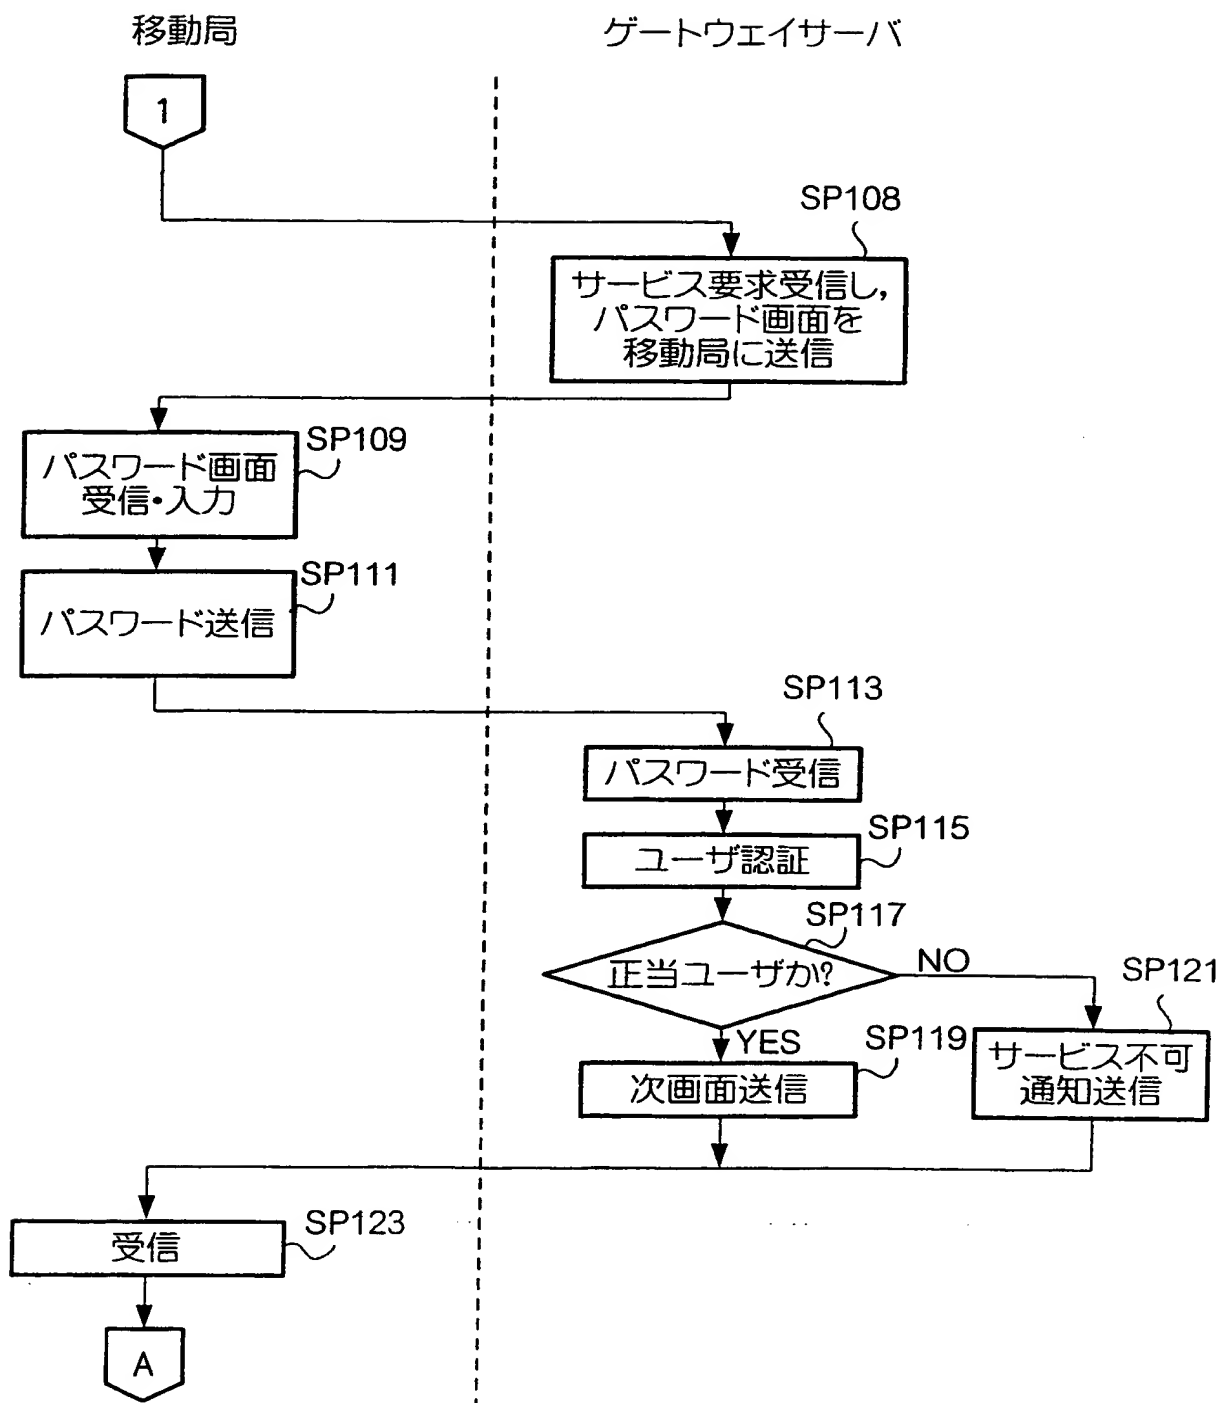 移動局
ゲートウェイサーバ
1
SP108
サービス要求受信し,
パスワード画面を
移動局に送信
SP109
パスワード画面
受信・入力
SP111
パスワード送信
SP113
パスワード受信
SP115
ユーザ認証
SP117
正当ユーザか?
NO
YES
SP119
次画面送信
SP121
サービス不可
通知送信
SP123
受信
A